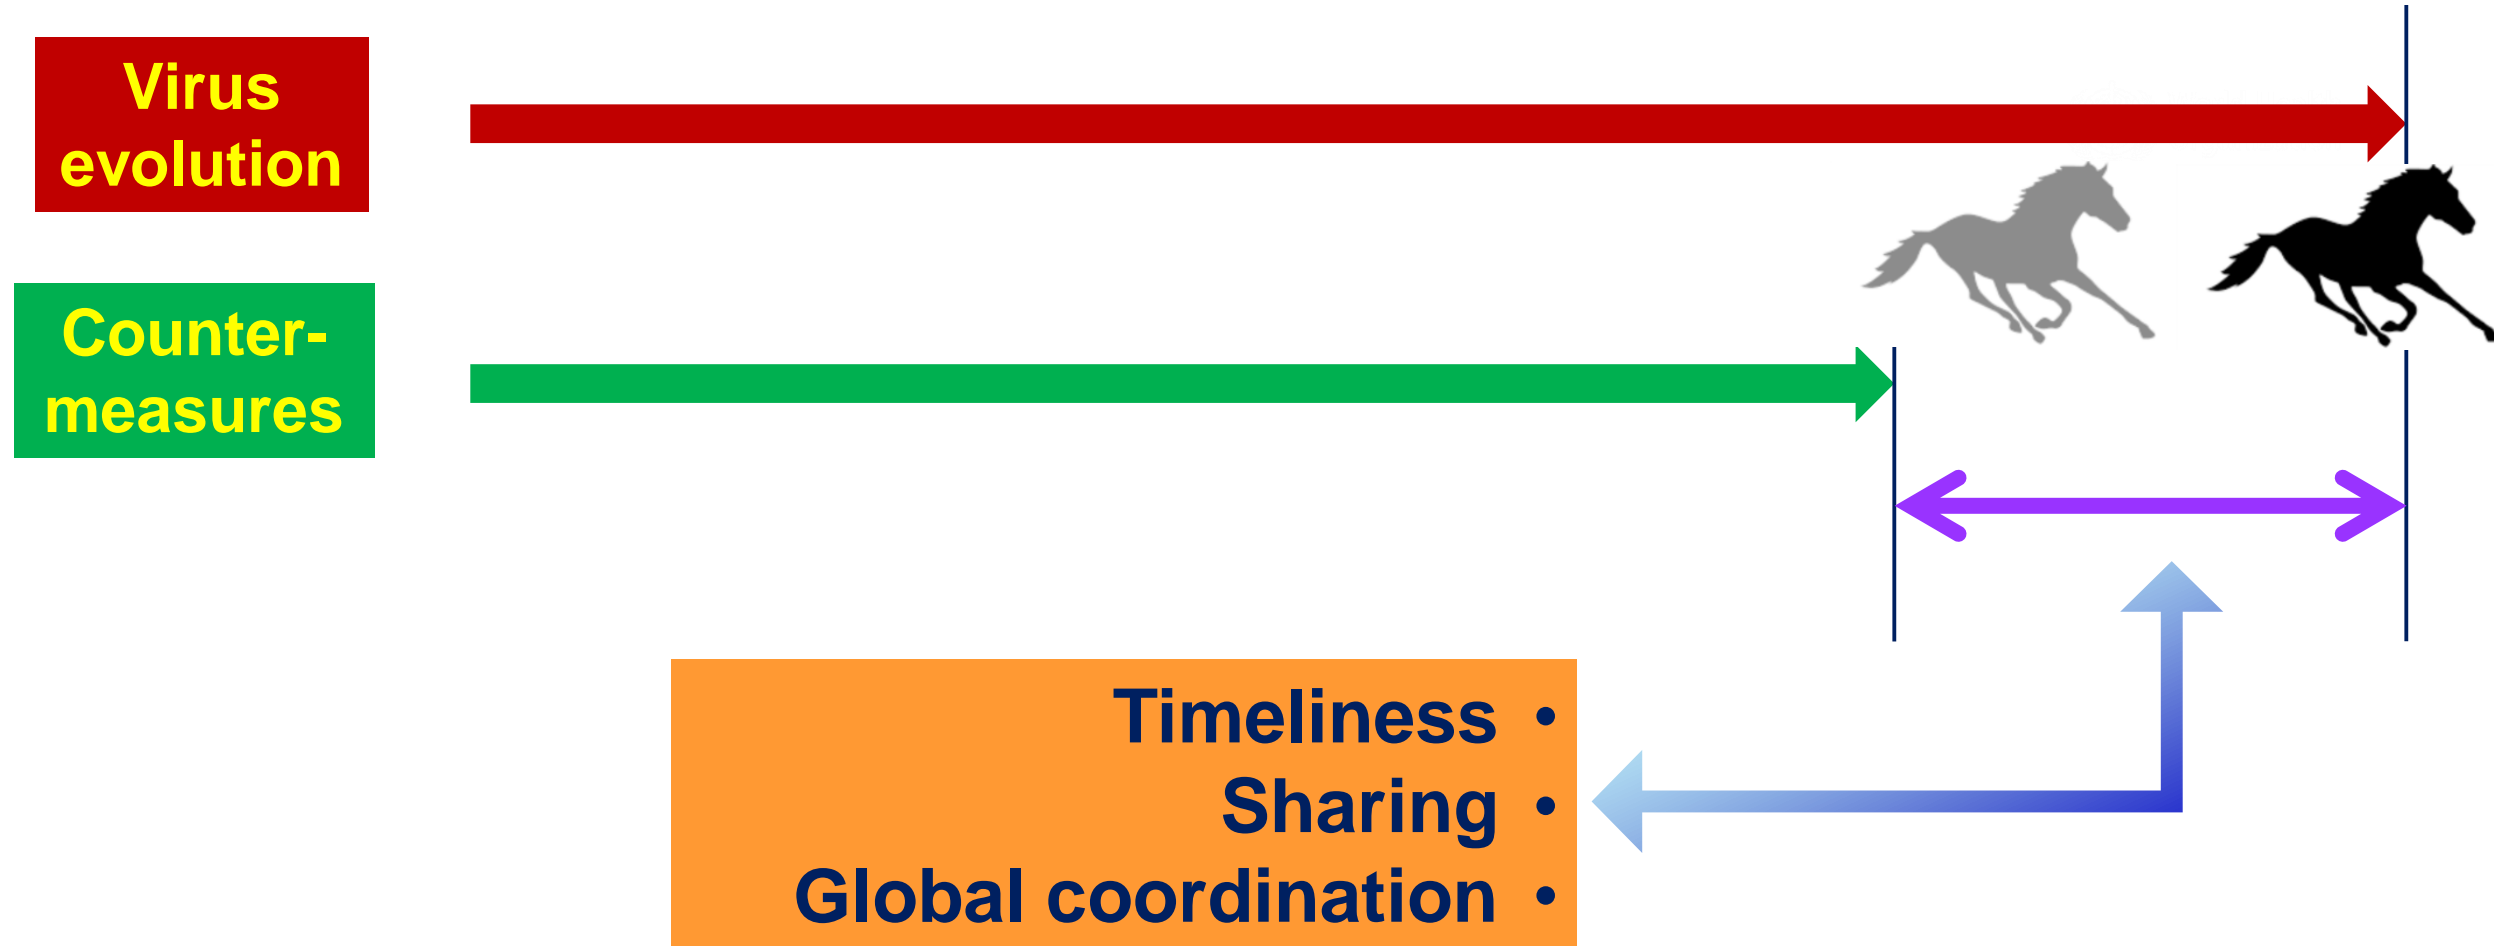 Virus
evolution
Counter-
measures
Timeliness •
Sharing •
Global coordination •